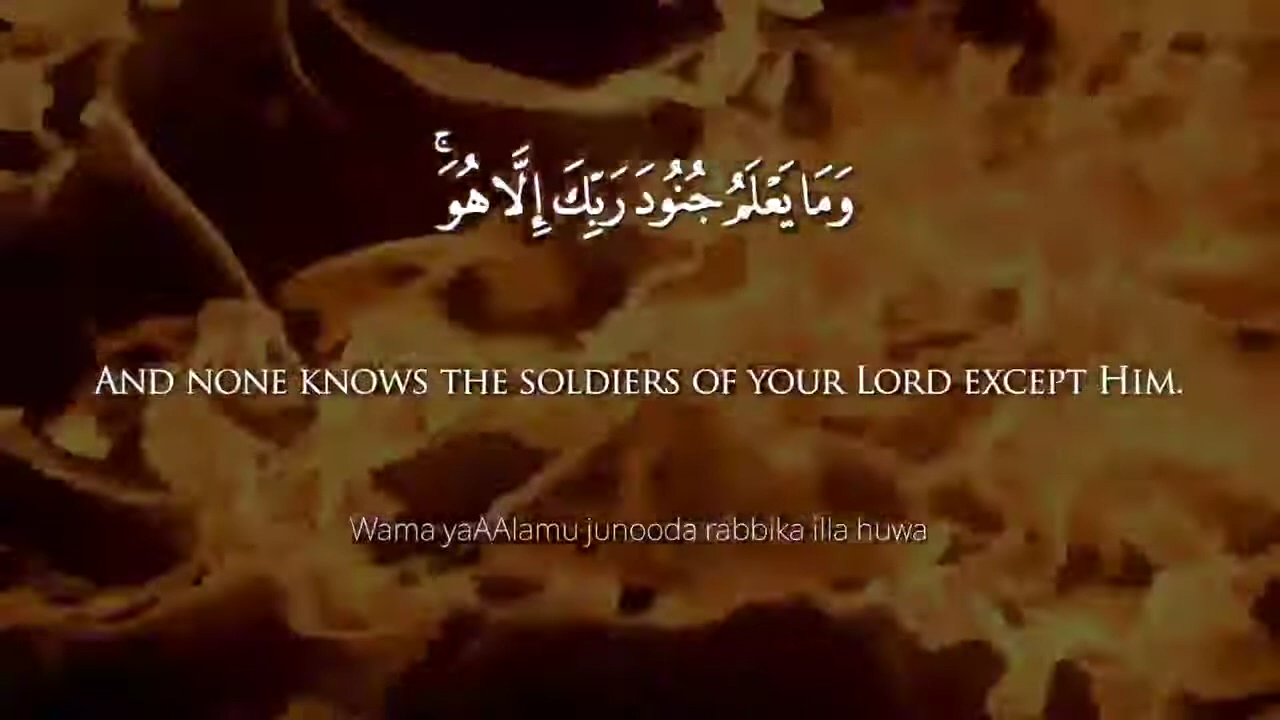 وَمَا يَعْلَمُ جُنُودَ رَبِّكَ إِلَّا هُوَ ۚ
And none knows the soldiers of your Lord except Him.
Wama yaAAlamu junooda rabbika illa huwa